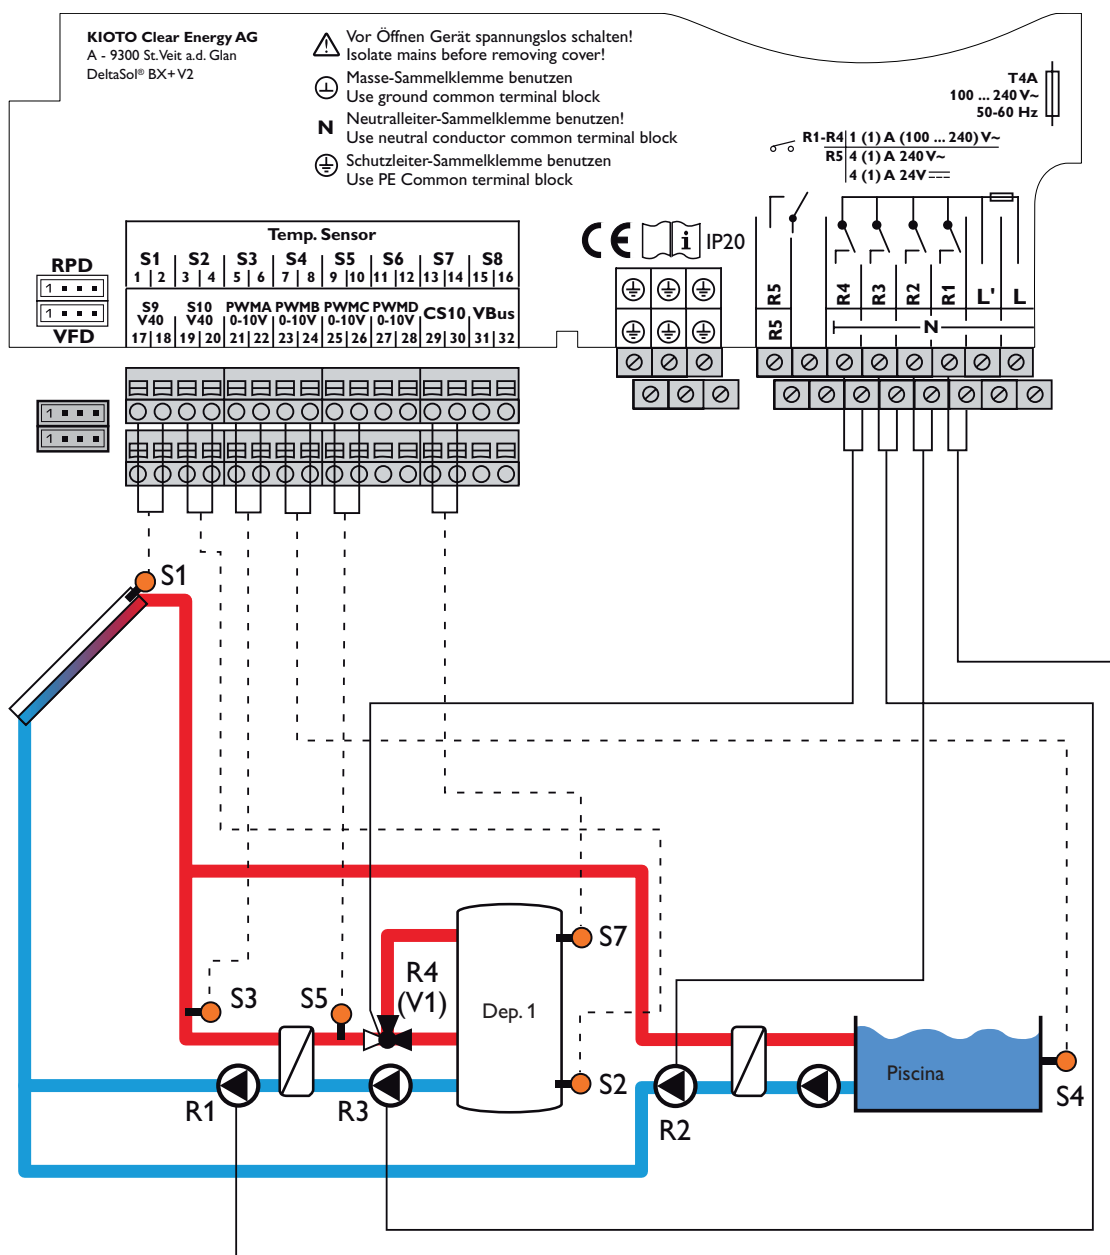 KIOTO Clear Energy AG
A - 9300 St. Veit a.d. Glan
DeltaSol® BX+ V2
Vor Öffnen Gerät spannungslos schalten!
Isolate mains before removing cover!
Masse-Sammelklemme benutzen
Use ground common terminal block
N Neutralleiter-Sammelklemme benutzen!
Use neutral conductor common terminal block
Schutzleiter-Sammelklemme benutzen
Use PE Common terminal block
T4A
100 ... 240 V~
50-60 Hz
R1-R4 1 (1) A (100 ... 240) V~
R5 4 (1) A 240 V~
4 (1) A 24V
CE i IP20
Temp. Sensor
S1 S2 S3 S4 S5 S6 S7 S8
1 2 3 4 5 6 7 8 9 10 11 12 13 14 15 16
S9 S10 PWMA PWMB PWMC PWMD CS10 VBus
V40 V40 0-10V 0-10V 0-10V 0-10V
17 18 19 20 21 22 23 24 25 26 27 28 29 30 31 32
RPD
1
1
VFD
R5 R4 R3 R2 R1 L' L
R5 N
1
1
S1
S7
R4
(V1)
S3
S5
Dep. 1
S2
Piscina
S4
R1
R3
R2